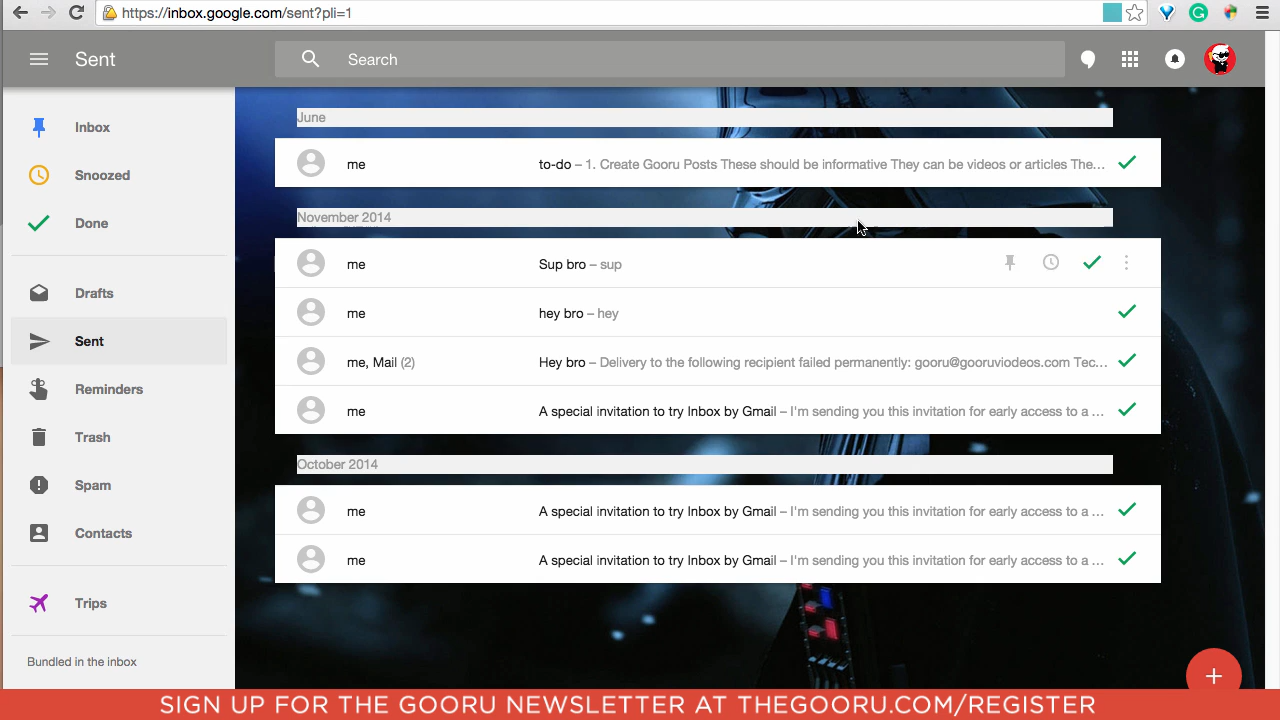 https://inbox.google.com/sent?pli=1
Sent
Search
Inbox
Snoozed
Done
Drafts
Sent
Reminders
Trash
Spam
Contacts
Trips
Bundled in the inbox
June
me to-do – 1. Create Gooru Posts These should be informative They can be videos or articles The...
November 2014
me Sup bro – sup
me hey bro – hey
me, Mail (2) Hey bro – Delivery to the following recipient failed permanently: gooru@gooruviodeos.com Tec...
me A special invitation to try Inbox by Gmail – I'm sending you this invitation for early access to a ...
October 2014
me A special invitation to try Inbox by Gmail – I'm sending you this invitation for early access to a ...
me A special invitation to try Inbox by Gmail – I'm sending you this invitation for early access to a ...
SIGN UP FOR THE GOORU NEWSLETTER AT THEGOORU.COM/REGISTER